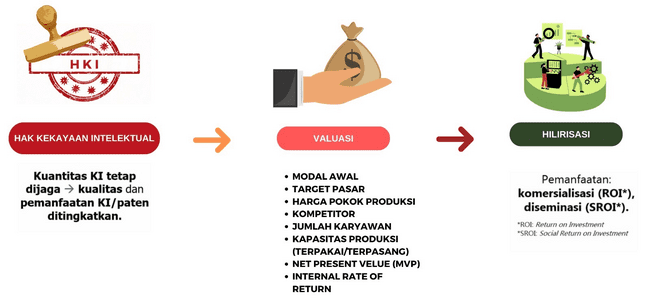 HKI
$
HAK KEKAYAAN INTELEKTUAL
Kuantitas KI tetap
dijaga → kualitas dan
pemanfaatan KI/paten
ditingkatkan.
VALUASI
• MODAL AWAL
• TARGET PASAR
• HARGA POKOK PRODUKSI
• KOMPETITOR
• JUMLAH KARYAWAN
• KAPASITAS PRODUKSI
(TERPAKAI/TERPASANG)
• NET PRESENT VELUE (MVP)
• INTERNAL RATE OF
RETURN
HILIRISASI
Pemanfaatan:
komersialisasi (ROI*),
diseminasi (SROI*).
*ROI: Return on Investment
*SROI: Social Return on Investment